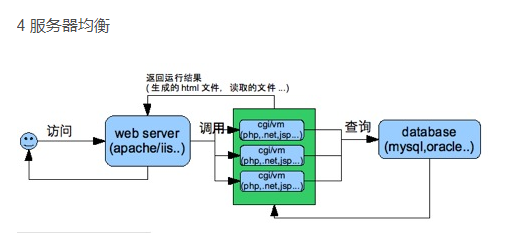 4 服务器均衡
返回运行结果
( 生成的 html 文件， 读取的文件 ...)
访问
web server
(apache/iis..)
调用
cgi/vm
(php,.net,jsp...)
cgi/vm
(php,.net,jsp...)
cgi/vm
(php,.net,jsp...)
查询
database
(mysql,oracle..)